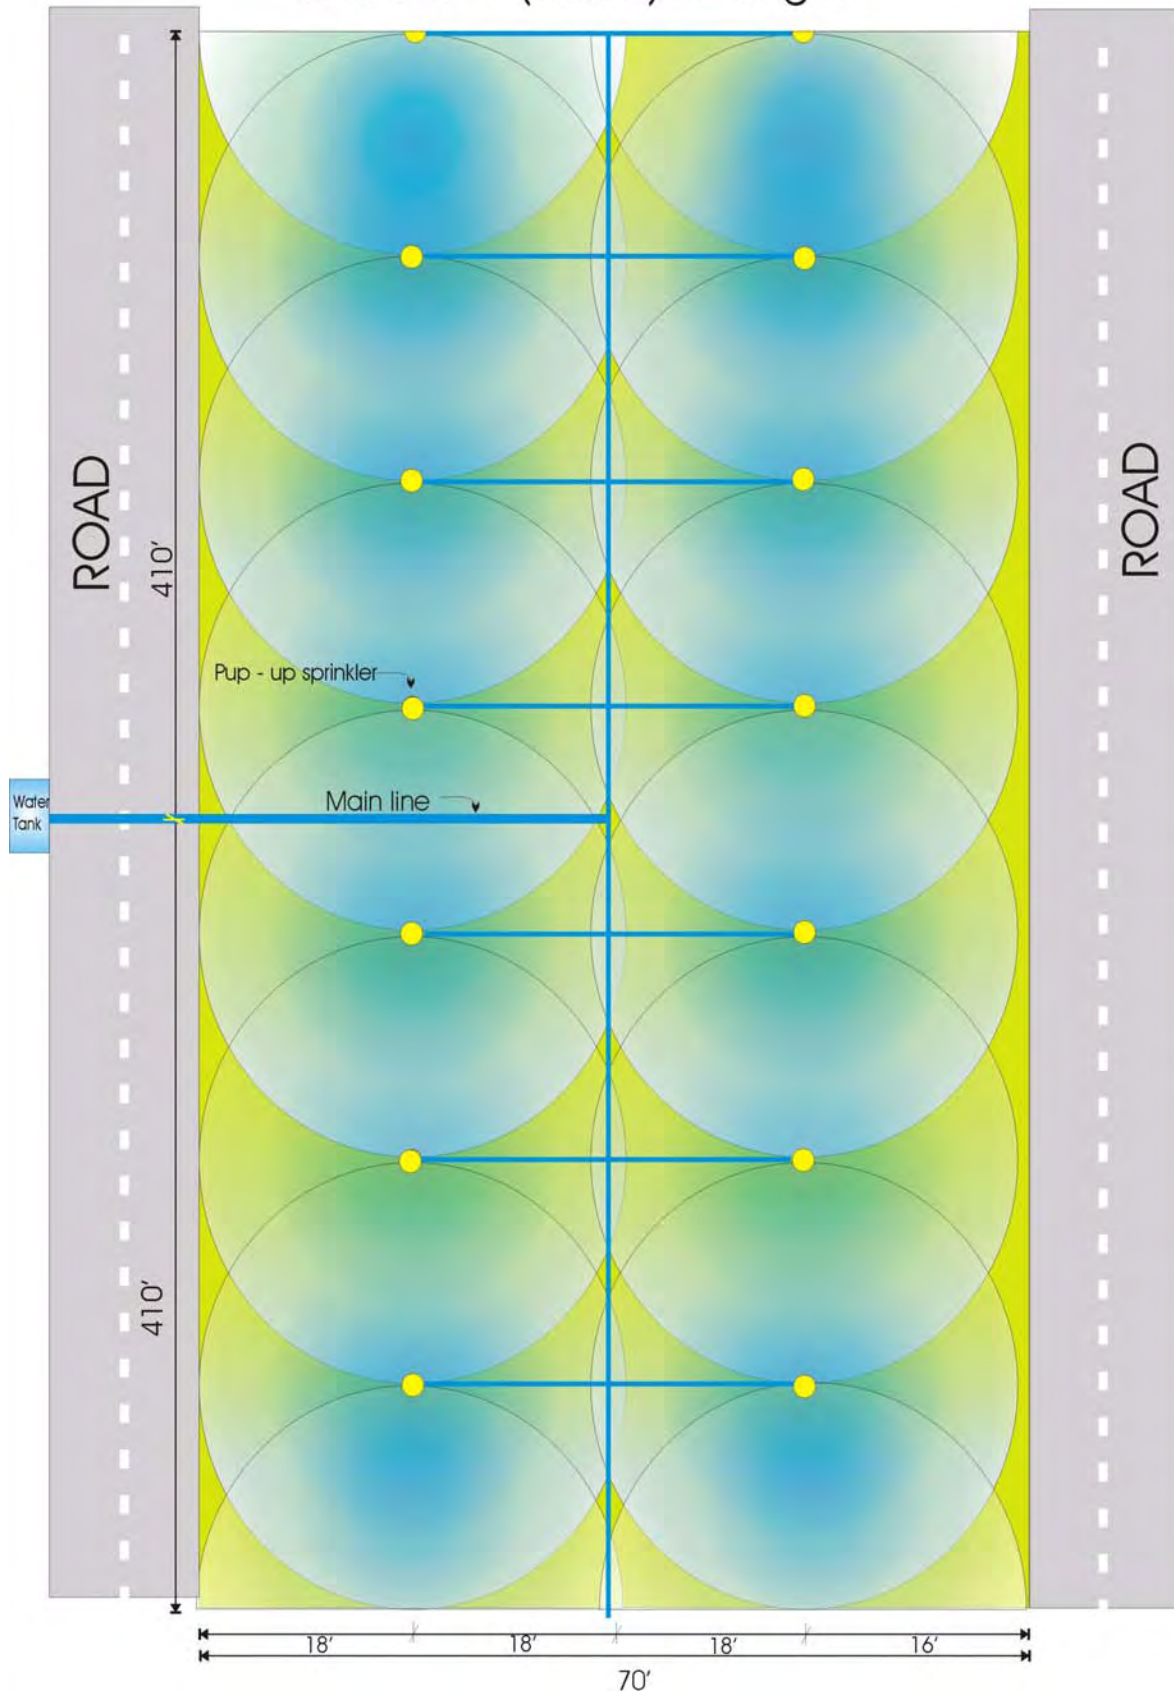 ROAD
410'
ROAD
Pup - up sprinkler
Water
Tank
Main line
410'
18'
18'
18'
16'
70'